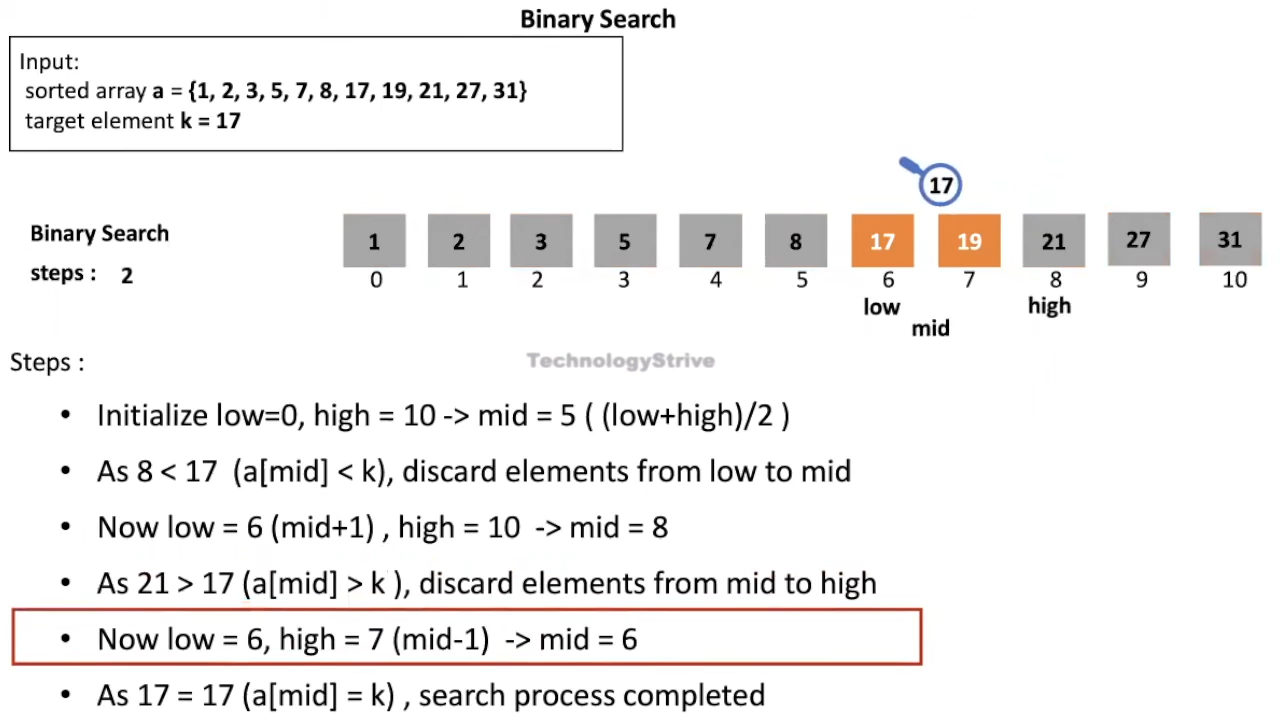 Binary Search
Input:
sorted array a = {1, 2, 3, 5, 7, 8, 17, 19, 21, 27, 31}
target element k = 17
17
Binary Search
1 2 3 5 7 8 17 19 21 27 31
steps : 2
0 1 2 3 4 5 6 7 8 9 10
low high
mid
Steps :
TechnologyStrive
• Initialize low=0, high = 10 -> mid = 5 ( (low+high)/2 )
• As 8 < 17 (a[mid] < k), discard elements from low to mid
• Now low = 6 (mid+1) , high = 10 -> mid = 8
• As 21 > 17 (a[mid] > k ), discard elements from mid to high
• Now low = 6, high = 7 (mid-1) -> mid = 6
• As 17 = 17 (a[mid] = k) , search process completed